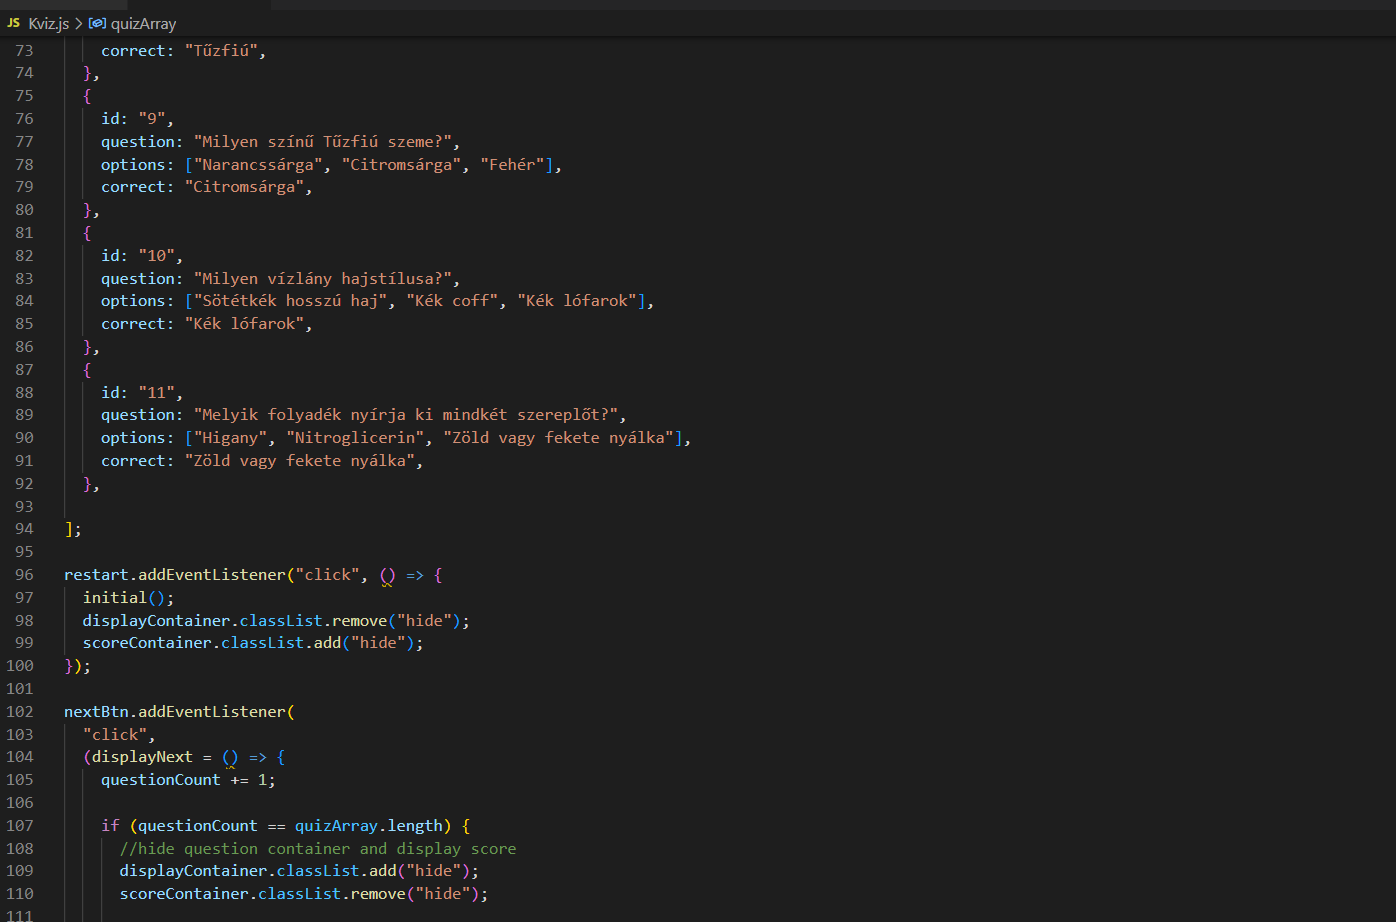 JS Kviz.js > quizArray
73 correct: "Tűzfiú",
74 },
75 {
76 id: "9",
77 question: "Milyen színű Tűzfiú szeme?",
78 options: ["Narancssárga", "Citromsárga", "Fehér"],
79 correct: "Citromsárga",
80 },
81 {
82 id: "10",
83 question: "Milyen vízlány hajstílusa?",
84 options: ["Sötétkék hosszú haj", "Kék coff", "Kék lófarok"],
85 correct: "Kék lófarok",
86 },
87 {
88 id: "11",
89 question: "Melyik folyadék nyírja ki mindkét szereplőt?",
90 options: ["Higany", "Nitroglicerin", "Zöld vagy fekete nyálka"],
91 correct: "Zöld vagy fekete nyálka",
92 },
93
94 ];
95
96 restart.addEventListener("click", () => {
97 initial();
98 displayContainer.classList.remove("hide");
99 scoreContainer.classList.add("hide");
100 });
101
102 nextBtn.addEventListener(
103 "click",
104 (displayNext = () => {
105 questionCount += 1;
106
107 if (questionCount == quizArray.length) {
108 //hide question container and display score
109 displayContainer.classList.add("hide");
110 scoreContainer.classList.remove("hide");
111